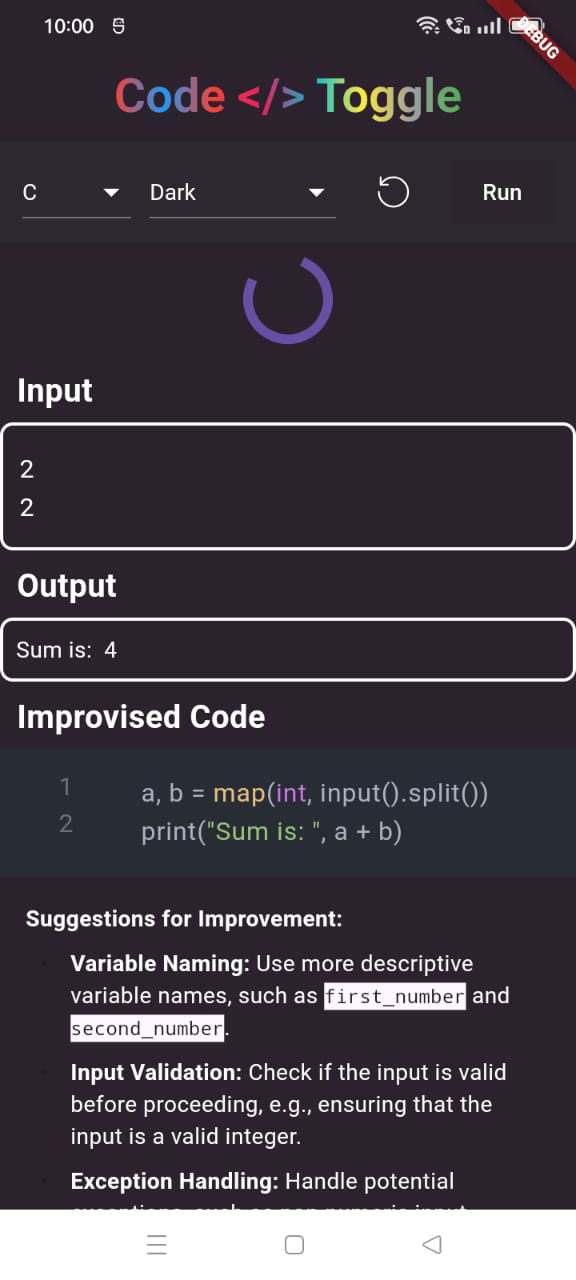 10:00
DEBUG
Code </> Toggle
C Dark Run
Input
2
2
Output
Sum is: 4
Improvised Code
1 a, b = map(int, input().split())
2 print("Sum is: ", a + b)
Suggestions for Improvement:
Variable Naming: Use more descriptive
variable names, such as first_number and
second_number.
Input Validation: Check if the input is valid
before proceeding, e.g., ensuring that the
input is a valid integer.
Exception Handling: Handle potential